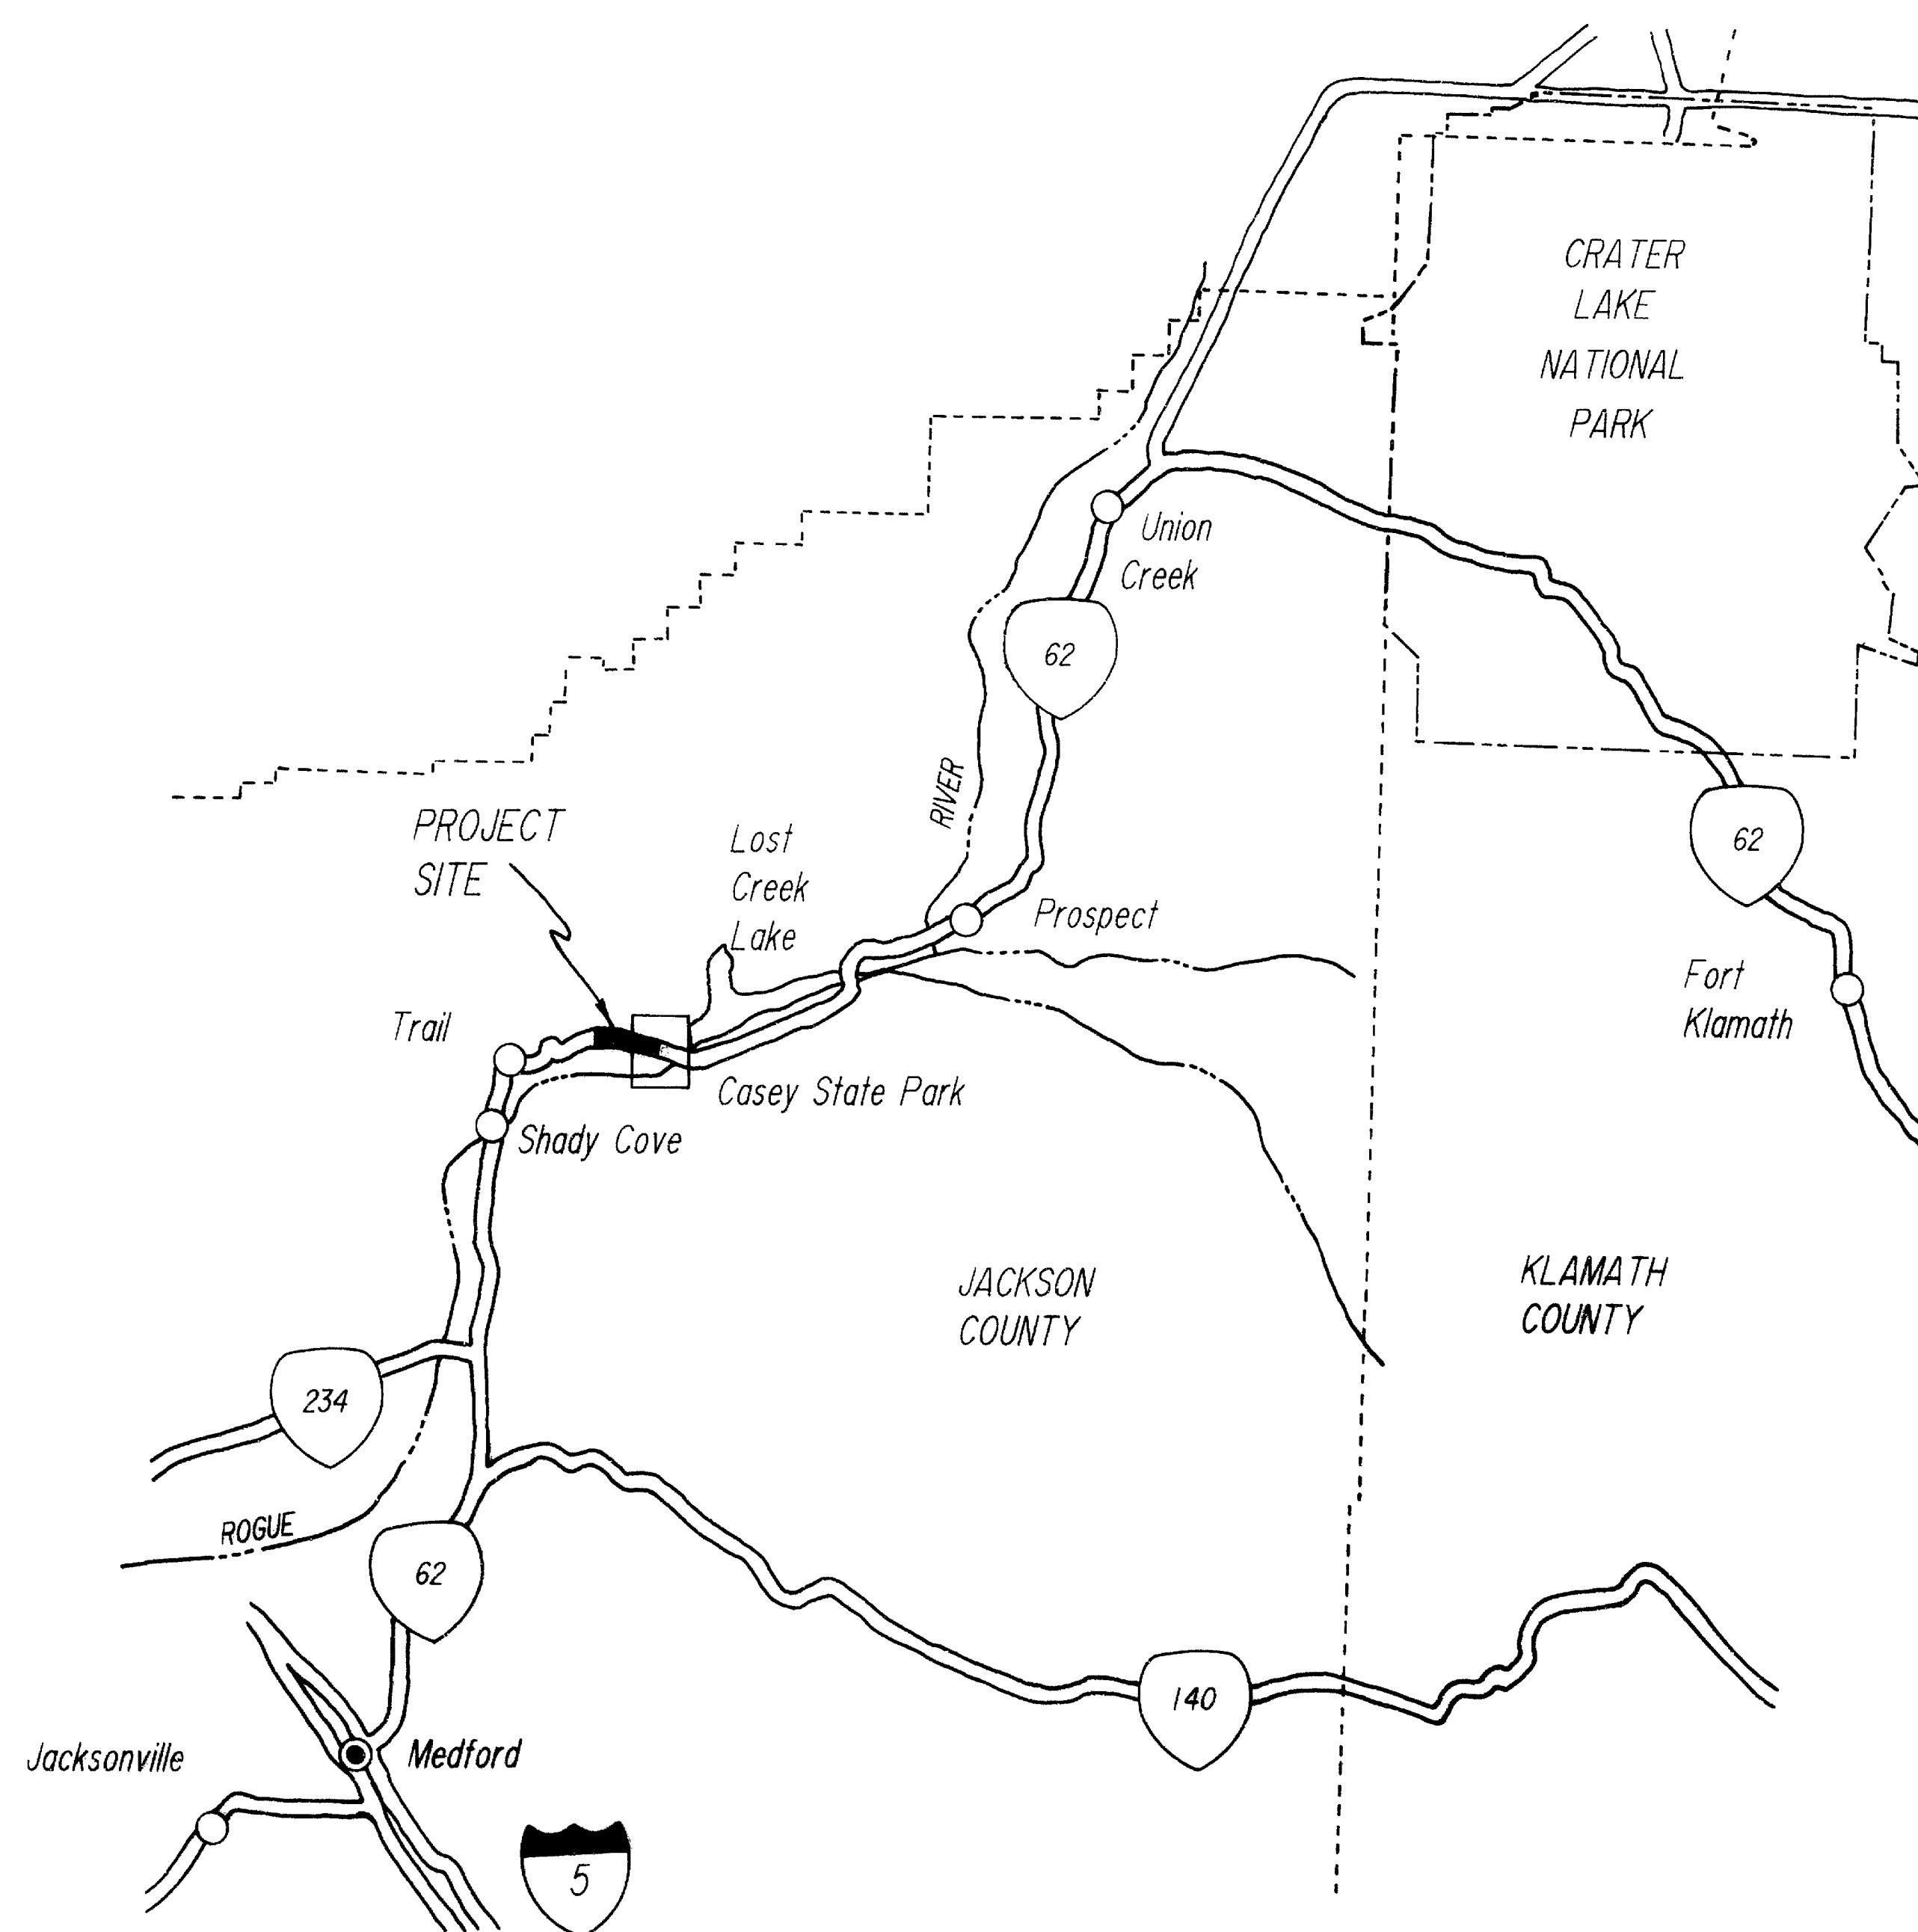 CRATER
LAKE
NATIONAL
PARK
Union
Creek
62
RIVER
PROJECT
SITE
Lost
Creek
Lake
62
Prospect
Fort
Klamath
Trail
Casey State Park
Shady Cove
JACKSON
COUNTY
KLAMATH
COUNTY
234
ROGUE
62
140
Jacksonville
Medford
5